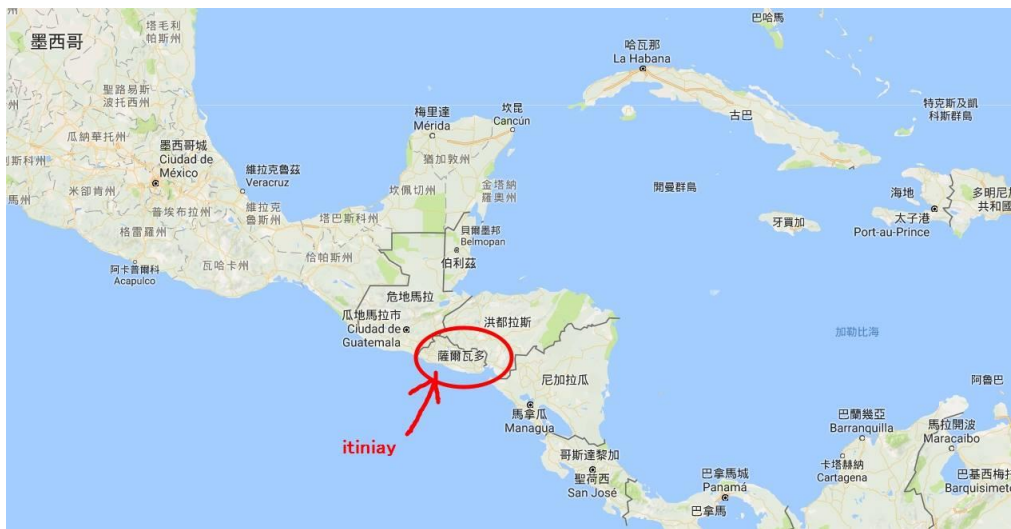 巴哈馬
墨西哥
塔毛利
帕斯州
哈瓦那
La Habana
聖路易斯
波托西州
特克斯及凱
科斯群島
州
梅里達
Mérida
坎昆
Cancún
古巴
瓜納華托州
墨西哥城
Ciudad de
México
利斯科州
維拉克魯茲
Veracruz
猶加敦州
坎佩切州
金塔納
羅奧州
開曼群島
海地
多明尼加
共和國
馬州
米卻肯州
普埃布拉州
維拉克
魯斯州
塔巴斯科州
牙買加
太子港
Port-au-Prince
格雷羅州
貝爾墨邦
Belmopan
阿卡普爾科
Acapulco
瓦哈卡州
恰帕斯州
伯利茲
危地馬拉
瓜地馬拉市
Ciudad de
Guatemala
洪都拉斯
加勒比海
薩爾瓦多
尼加拉瓜
阿魯巴
馬拿瓜
Managua
巴蘭幾亞
Barranquilla
馬拉開波
Maracaibo
itiniay
哥斯達黎加
聖荷西
San José
巴拿馬城
Panamá
巴拿馬
卡塔赫納
Cartagena
巴基西梅托
Barquisimeto